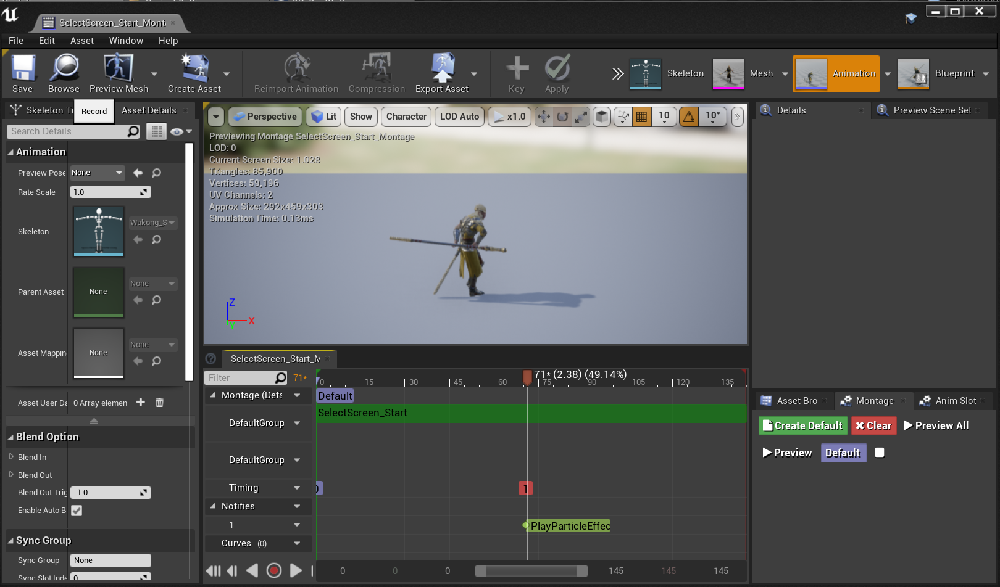 SelectScreen_Start_Mont
File Edit Asset Window Help
Save Browse Preview Mesh Create Asset Reimport Animation Compression Export Asset Key Apply Skeleton Mesh Animation Blueprint
Skeleton Tr Record Asset Details
Search Details
Animation
Preview Pose None
Rate Scale 1.0
Skeleton Wukong_S
Parent Asset None None
Asset Mapping None None
Asset User Da 0 Array elemen
Blend Option
Blend In
Blend Out
Blend Out Trig -1.0
Enable Auto Bl
Sync Group
Sync Group None
Sync Slot Inde 0
Perspective Lit Show Character LOD Auto x1.0 10 10°
Previewing Montage SelectScreen_Start_Montage
LOD: 0
Current Screen Size: 1.028
Triangles: 85,900
Vertices: 59,196
UV Channels: 2
Approx Size: 292x459x303
Simulation Time: 0.13ms
Z
X
Y
SelectScreen_Start_M
Filter 71* 71* (2.38) (49.14%)
0 15 30 45 60 75 90 105 120 135
Montage (Defa Default
SelectScreen_Start
DefaultGroup
DefaultGroup
Timing 1
Notifies
1 PlayParticleEffec
Curves (0)
0 0 0 145 145 145
Details Preview Scene Set
Asset Bro Montage Anim Slot
Create Default Clear Preview All
Preview Default